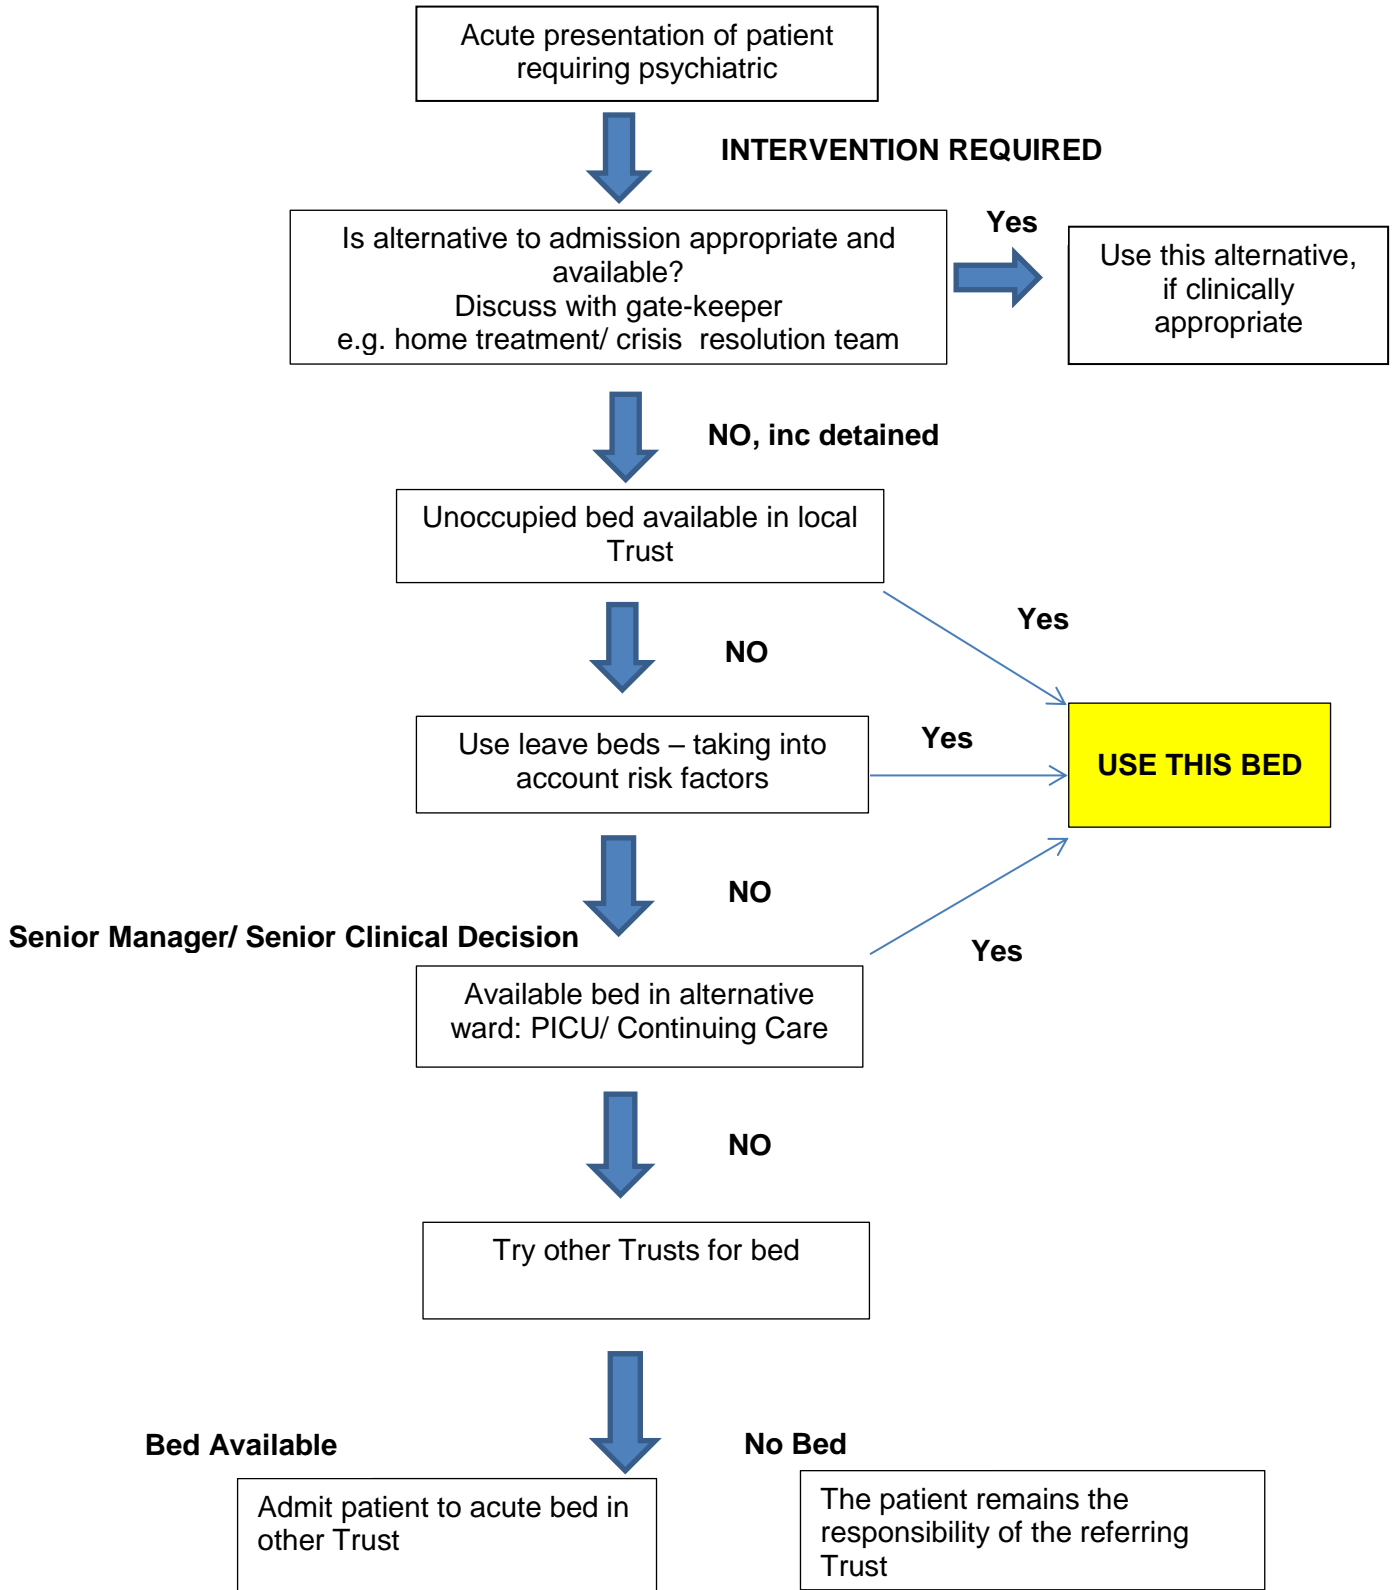 Acute presentation of patient
requiring psychiatric
INTERVENTION REQUIRED
Is alternative to admission appropriate and
available?
Discuss with gate-keeper
e.g. home treatment/ crisis resolution team
Yes
Use this alternative,
if clinically
appropriate
NO, inc detained
Unoccupied bed available in local
Trust
Yes
NO
Use leave beds – taking into
account risk factors
Yes
USE THIS BED
NO
Senior Manager/ Senior Clinical Decision
Yes
Available bed in alternative
ward: PICU/ Continuing Care
NO
Try other Trusts for bed
Bed Available
No Bed
Admit patient to acute bed in
other Trust
The patient remains the
responsibility of the referring
Trust